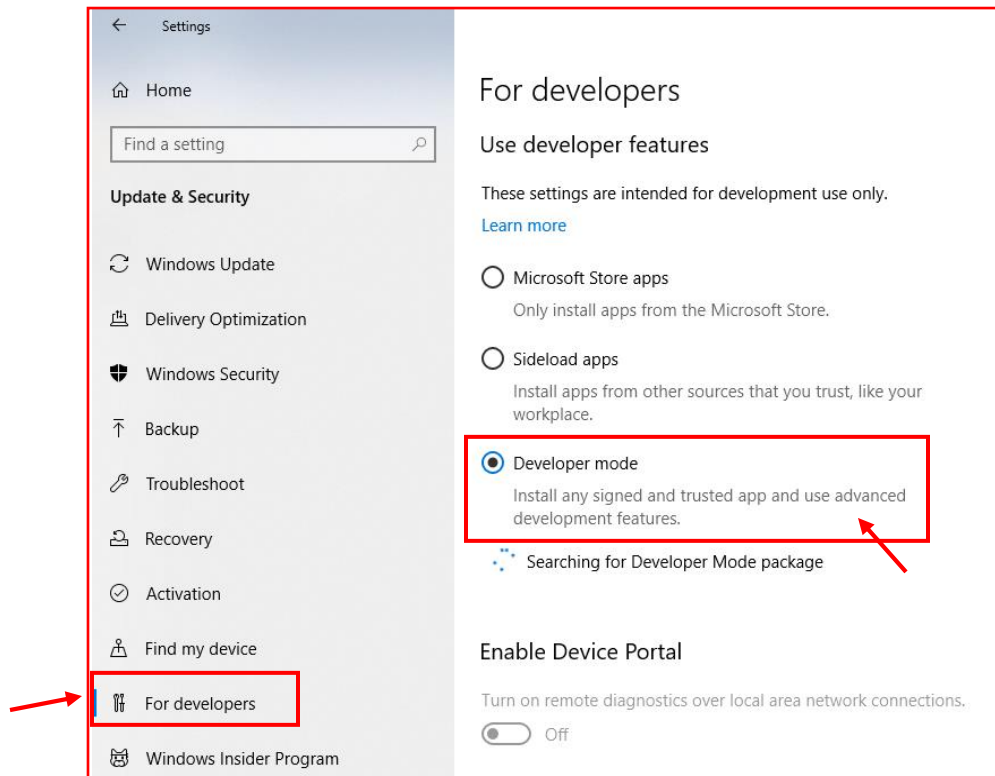 Settings
Home
Find a setting
Update & Security
Windows Update
Delivery Optimization
Windows Security
Backup
Troubleshoot
Recovery
Activation
Find my device
For developers
Windows Insider Program
For developers
Use developer features
These settings are intended for development use only.
Learn more
Microsoft Store apps
Only install apps from the Microsoft Store.
Sideload apps
Install apps from other sources that you trust, like your
workplace.
Developer mode
Install any signed and trusted app and use advanced
development features.
Searching for Developer Mode package
Enable Device Portal
Turn on remote diagnostics over local area network connections.
Off